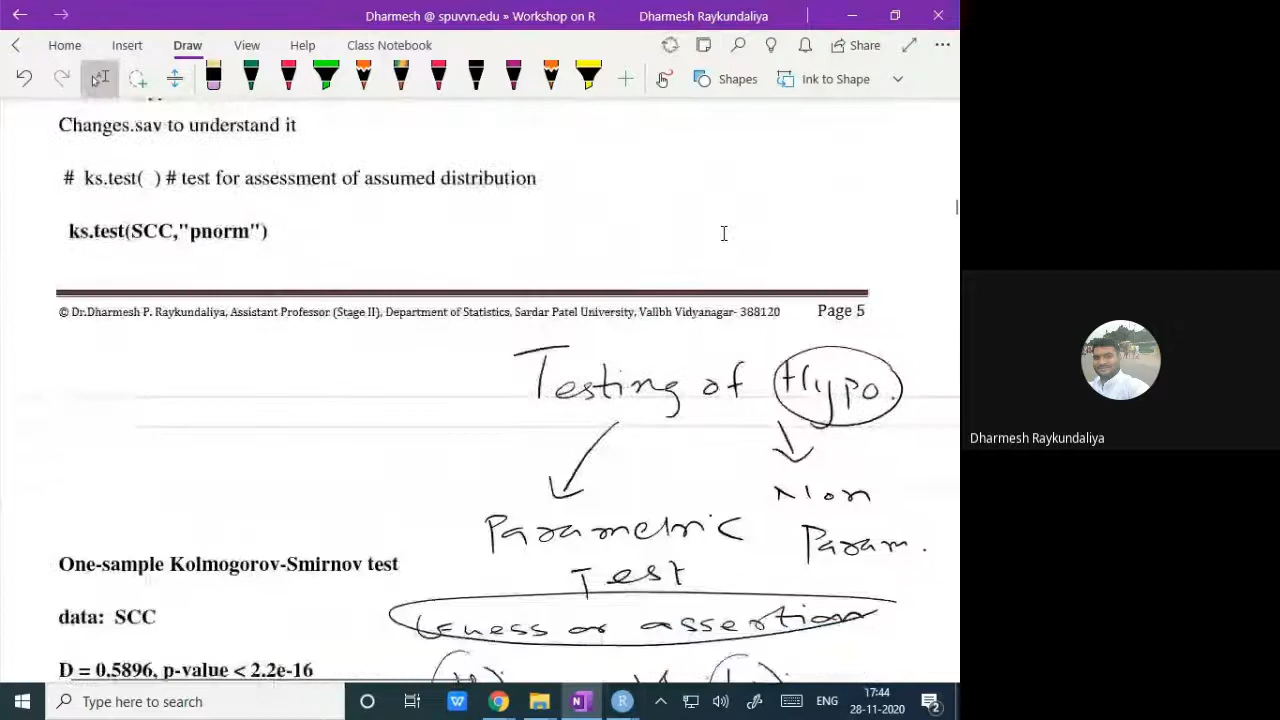 Dharmesh @ spuvvn.edu » Workshop on R
Dharmesh Raykundaliya
Home Insert Draw View Help Class Notebook
Share
Shapes
Ink to Shape
Changes.sav to understand it
# ks.test( ) # test for assessment of assumed distribution
ks.test(SCC,"pnorm")
© Dr.Dharmesh P. Raykundaliya, Assistant Professor (Stage II), Department of Statistics, Sardar Patel University, Vallbh Vidyanagar- 388120 Page 5
Testing of Hypo.
Parametric
Test
Non
Param.
Guess or assertion
One-sample Kolmogorov-Smirnov test
data: SCC
D = 0.5896, p-value < 2.2e-16
Dharmesh Raykundaliya
Type here to search
ENG
17:44
28-11-2020
2